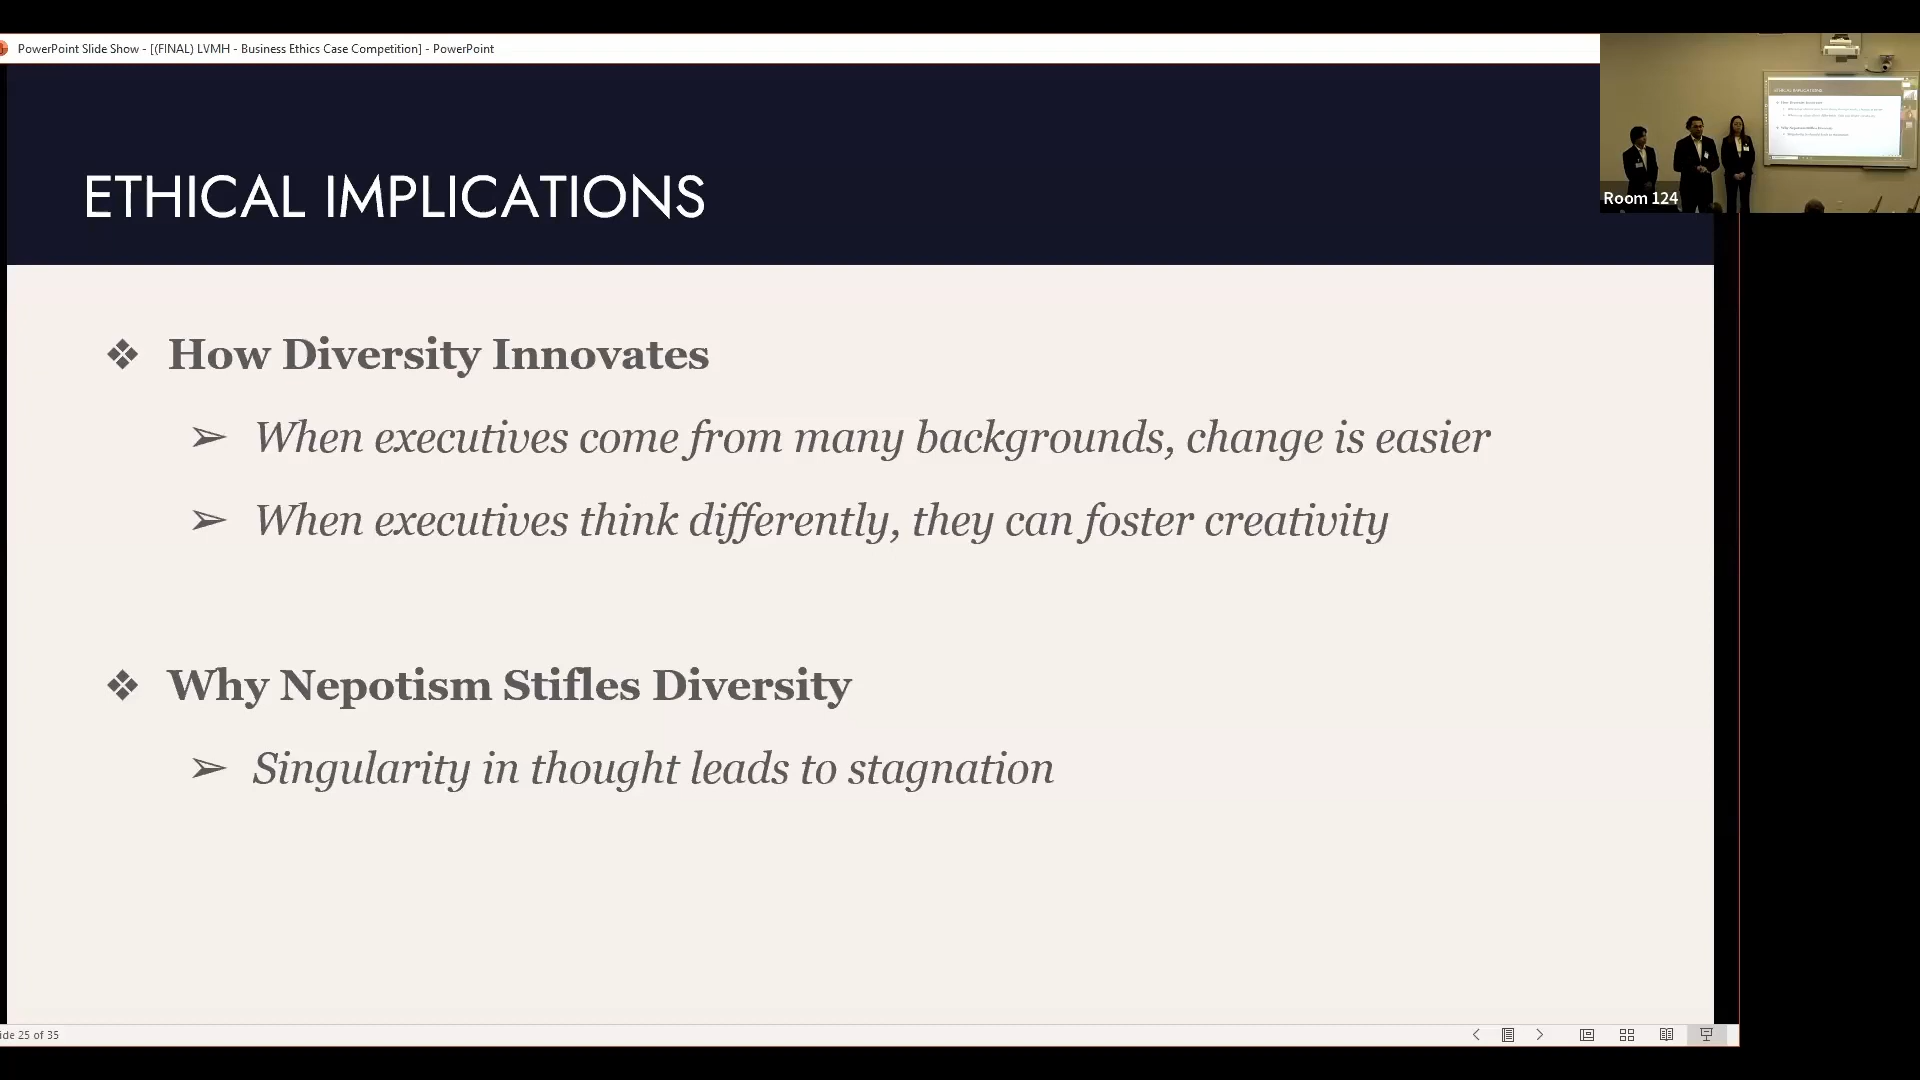 PowerPoint Slide Show - [(FINAL) LVMH - Business Ethics Case Competition] - PowerPoint
ETHICAL IMPLICATIONS
Room 124
❖ How Diversity Innovates
➢ When executives come from many backgrounds, change is easier
➢ When executives think differently, they can foster creativity
❖ Why Nepotism Stifles Diversity
➢ Singularity in thought leads to stagnation
ide 25 of 35